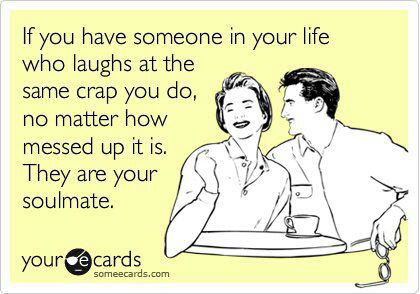 If you have someone in your life
who laughs at the
same crap you do,
no matter how
messed up it is.
They are your
soulmate.
your e cards
someecards.com